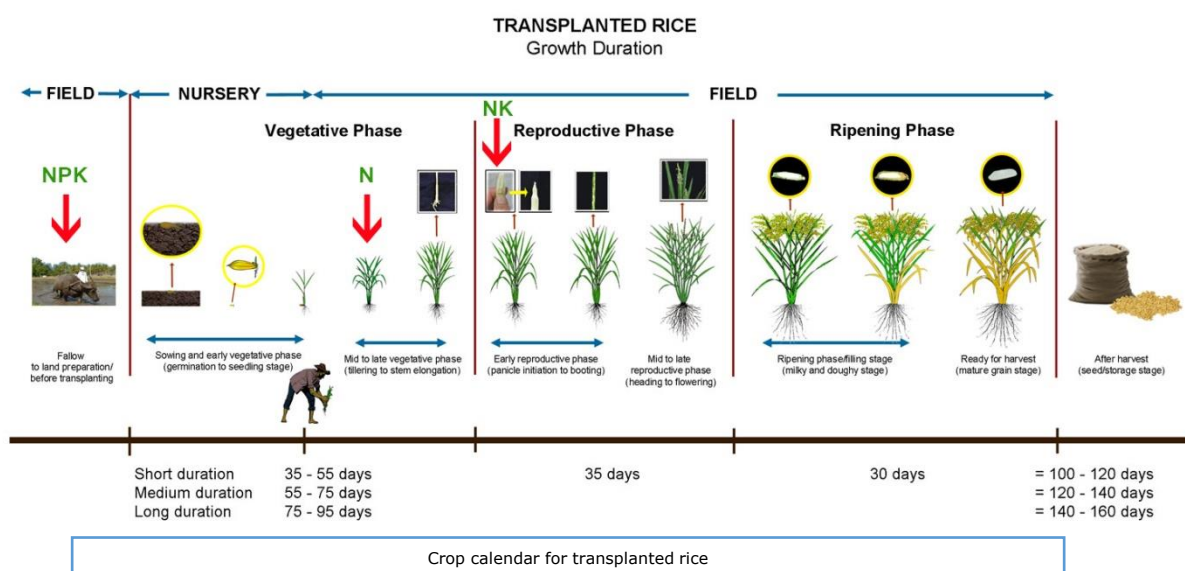 TRANSPLANTED RICE
Growth Duration
FIELD
NURSERY
FIELD
Vegetative Phase
Reproductive Phase
Ripening Phase
NPK
N
NK
Fallow
to land preparation/
before transplanting
Sowing and early vegetative phase
(germination to seedling stage)
Mid to late vegetative phase
(tillering to stem elongation)
Early reproductive phase
(panicle initiation to booting)
Mid to late
reproductive phase
(heading to flowering)
Ripening phase/filling stage
(milky and doughy stage)
Ready for harvest
(mature grain stage)
After harvest
(seed/storage stage)
Short duration 35 - 55 days 35 days 30 days = 100 - 120 days
Medium duration 55 - 75 days = 120 - 140 days
Long duration 75 - 95 days = 140 - 160 days
Crop calendar for transplanted rice